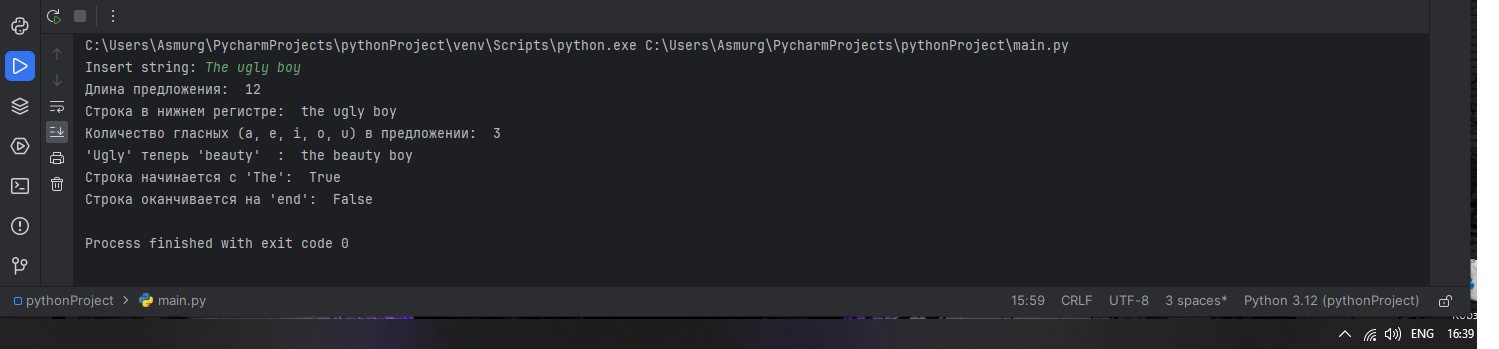 C:\Users\Asmurg\PycharmProjects\pythonProject\venv\Scripts\python.exe C:\Users\Asmurg\PycharmProjects\pythonProject\main.py
Insert string: The ugly boy
Длина предложения:  12
Строка в нижнем регистре:  the ugly boy
Количество гласных (a, e, i, o, u) в предложении:  3
'Ugly' теперь 'beauty'  :  the beauty boy
Строка начинается с 'The':  True
Строка оканчивается на 'end':  False
Process finished with exit code 0
pythonProject > main.py 15:59 CRLF UTF-8 3 spaces* Python 3.12 (pythonProject)
ENG 16:39